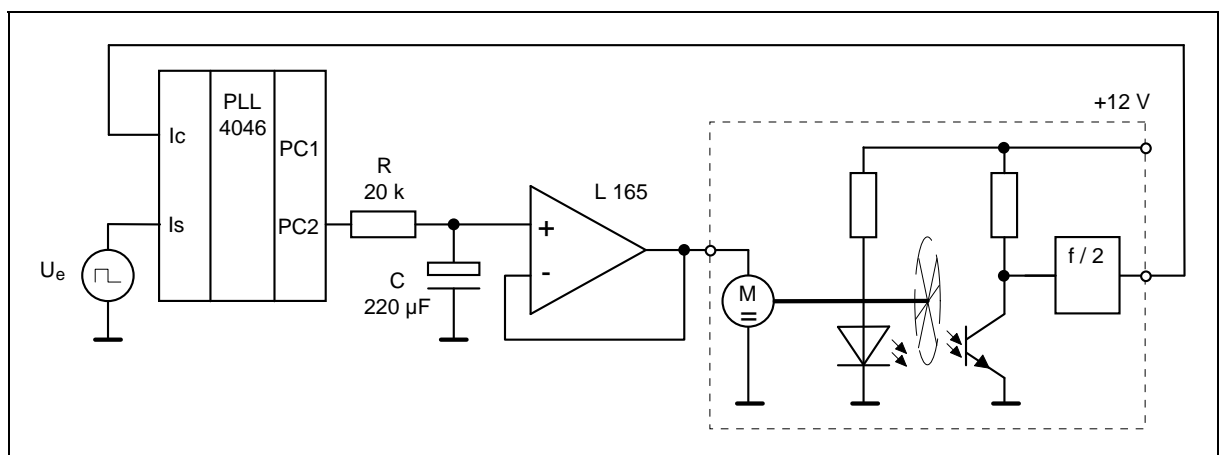 +12 V
Ic
PLL
4046
PC1
R
20 k
L 165
Is
PC2
+
-
f / 2
Ue
C
220 µF
M
=